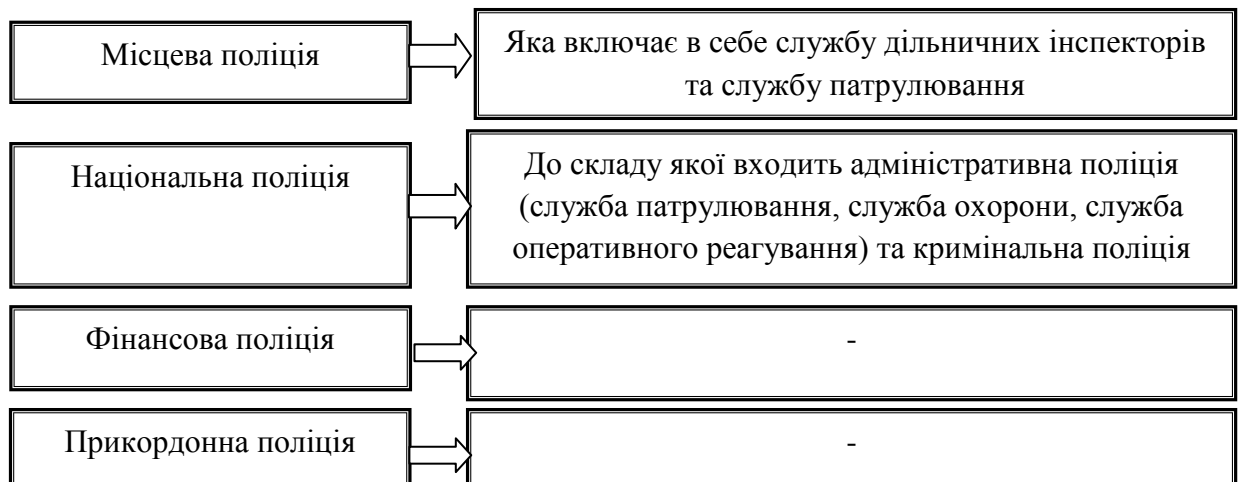 Місцева поліція
Яка включає в себе службу дільничних інспекторів
та службу патрулювання
Національна поліція
До складу якої входить адміністративна поліція
(служба патрулювання, служба охорони, служба
оперативного реагування) та кримінальна поліція
Фінансова поліція
-
Прикордонна поліція
-